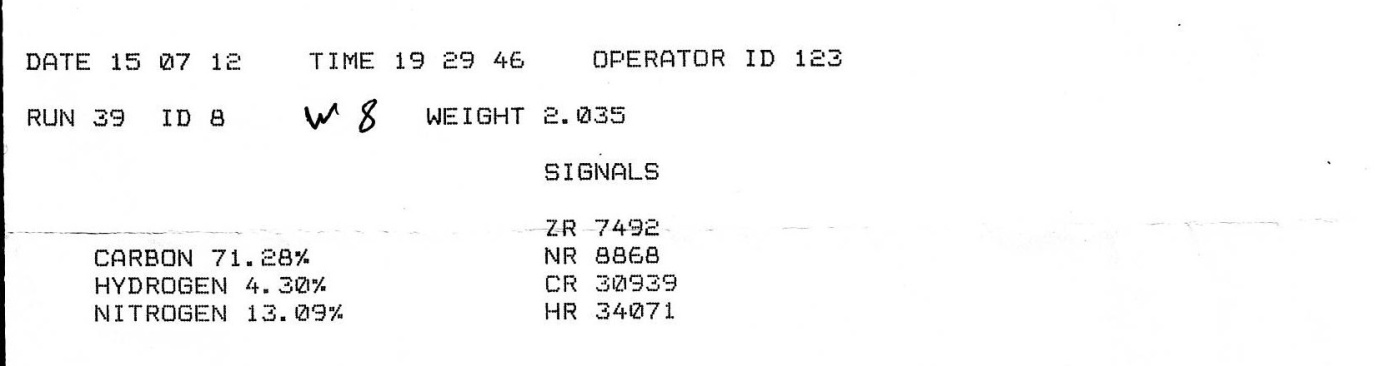 DATE 15 07 12 TIME 19 29 46 OPERATOR ID 123
RUN 39 ID 8 W 8 WEIGHT 2.035
SIGNALS
ZR 7492
CARBON 71.28% NR 8868
HYDROGEN 4.30% CR 30939
NITROGEN 13.09% HR 34071